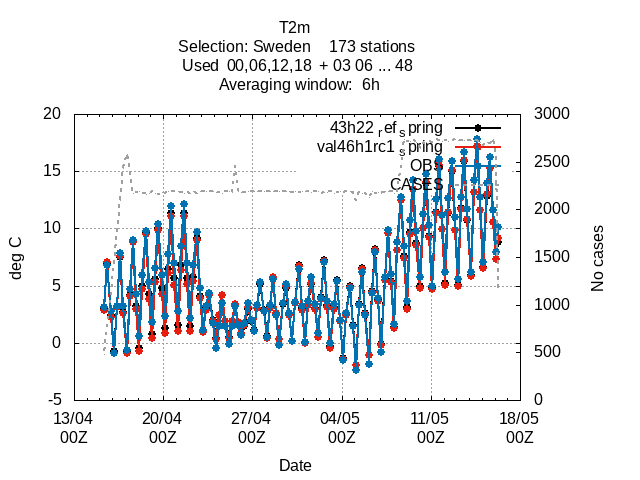 T2m
Selection: Sweden 173 stations
Used 00,06,12,18 + 03 06 ... 48
Averaging window: 6h
43h22_ref_spring
val46h1rc1_spring
OBS
CASES
20
15
10
5
0
-5
deg C
3000
2500
2000
1500
1000
500
0
No cases
13/04 20/04 27/04 04/05 11/05 18/05
00Z 00Z 00Z 00Z 00Z 00Z
Date